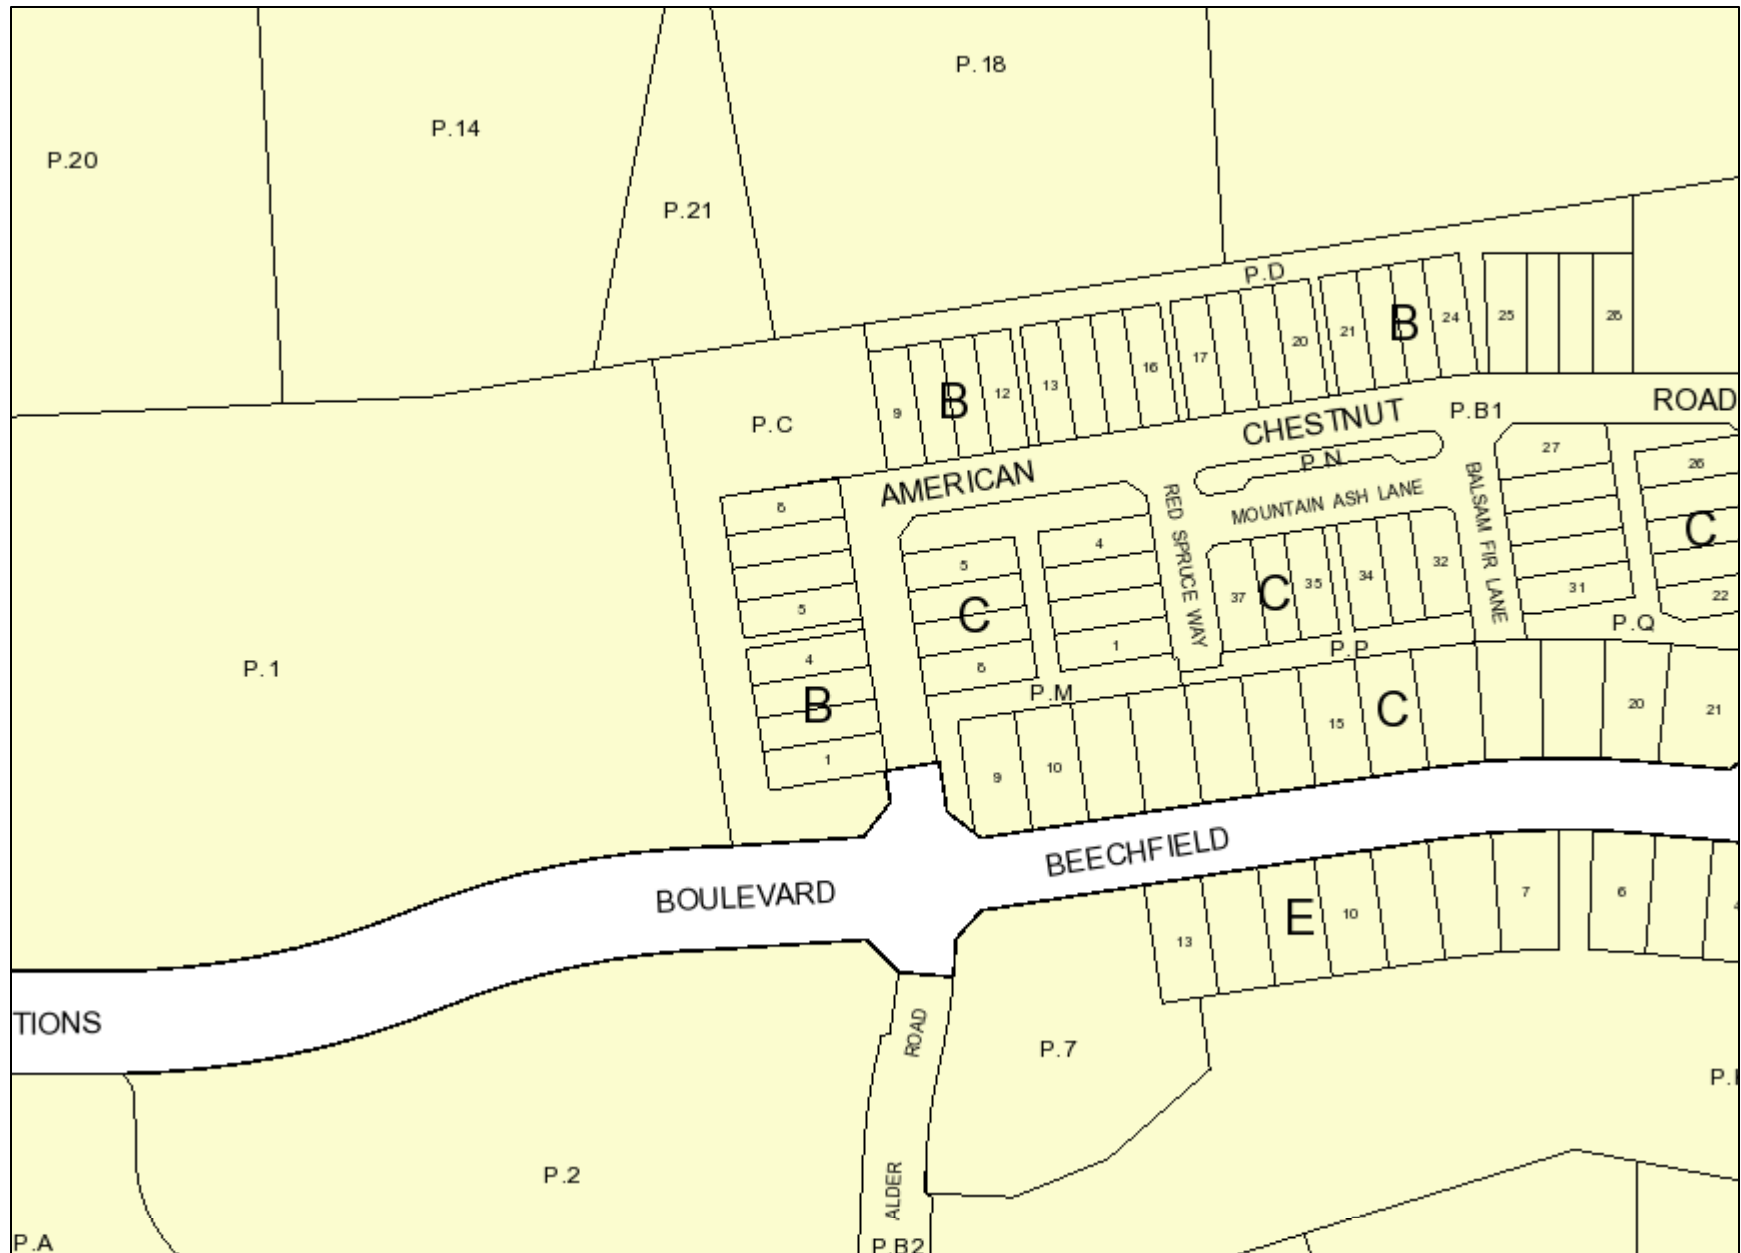 P.18
P.14
P.20
P.21
P.D
B
25
26
24
21
20
17
16
13
12
B
9
P.C
CHESTNUT
P.B1
ROAD
AMERICAN
P.N
27
26
6
RED SPRUCE WAY
MOUNTAIN ASH LANE
BALSAM FIR LANE
C
4
5
32
34
35
C
37
31
22
5
C
P.Q
1
P.P
4
6
P.M
P.1
B
C
20
21
15
1
9
10
BEECHFIELD
BOULEVARD
7
6
E
10
13
TIONS
ROAD
P.7
P.2
ALDER
P.A
P.B2